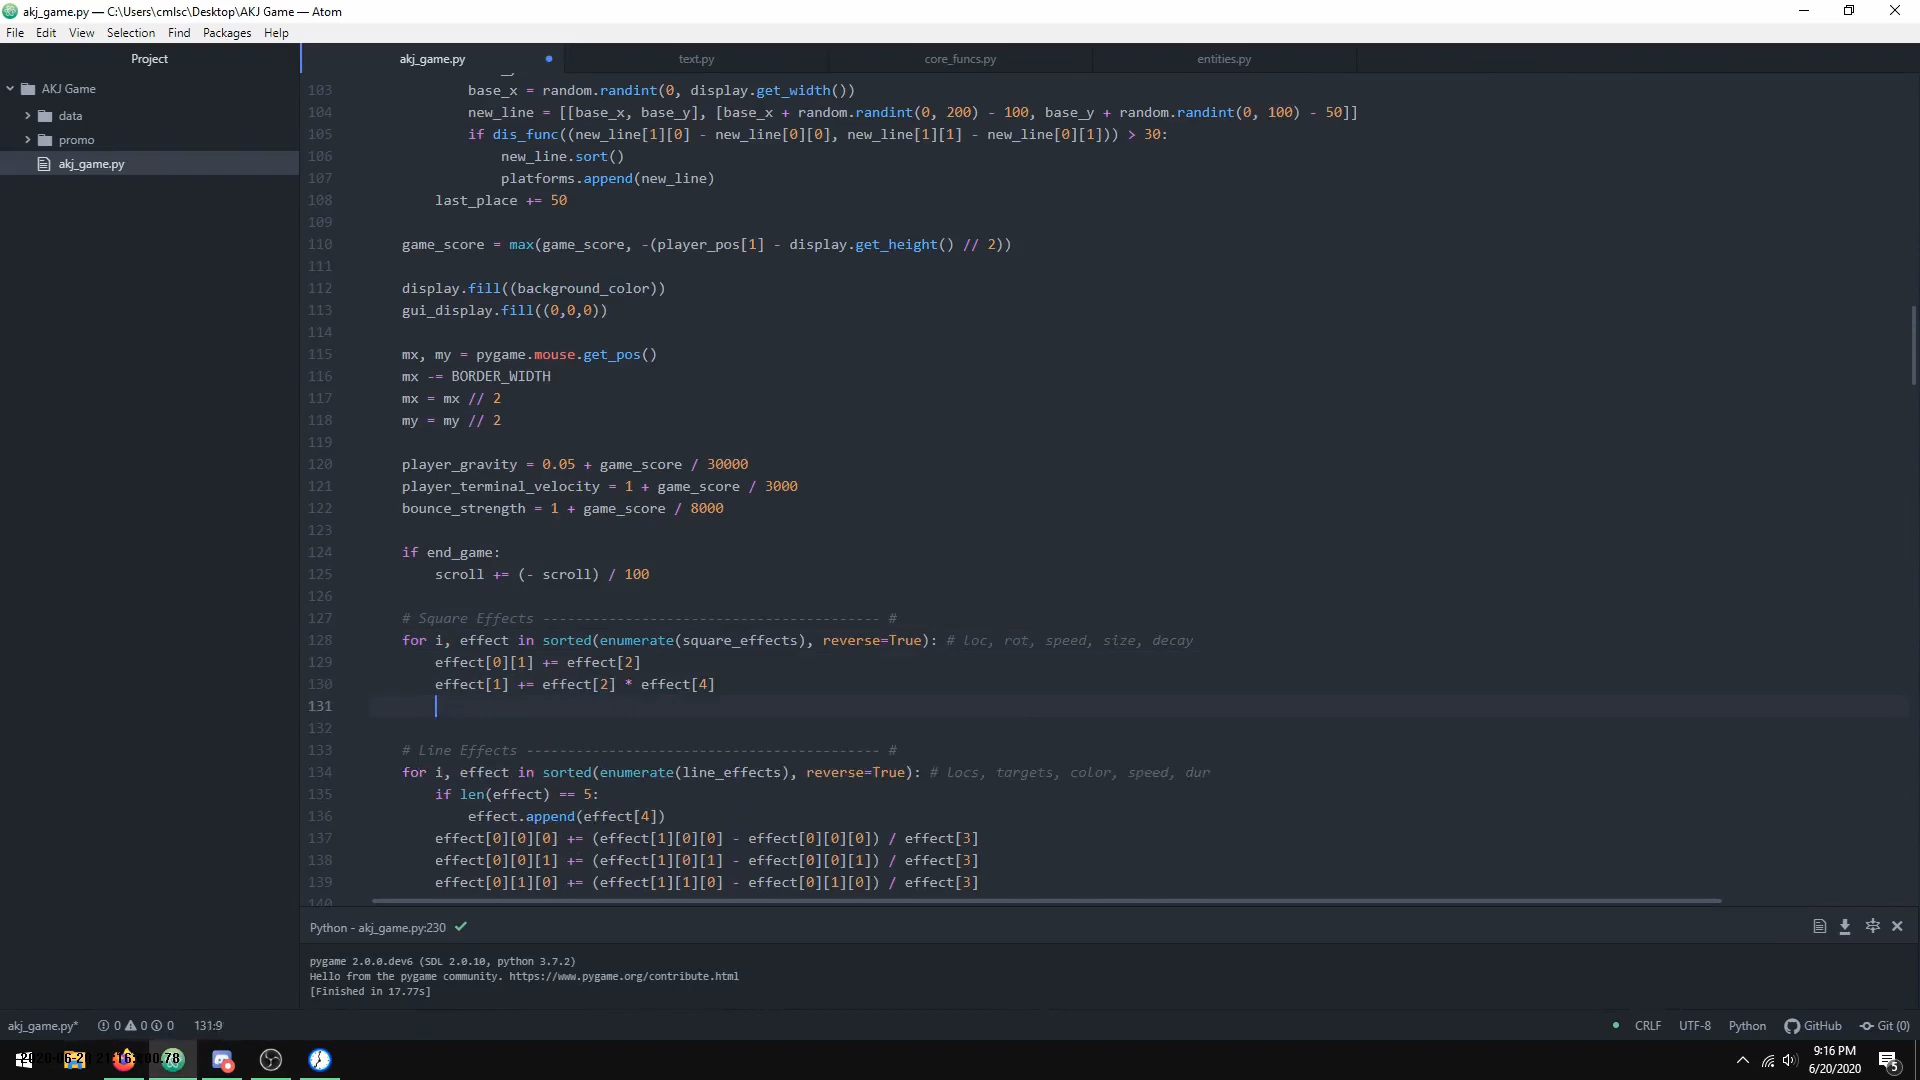 akj_game.py — C:\Users\cmlsc\Desktop\AKJ Game — Atom
File Edit View Selection Find Packages Help
Project
AKJ Game
data
promo
akj_game.py
akj_game.py text.py core_funcs.py entities.py
103 base_x = random.randint(0, display.get_width())
104 new_line = [[base_x, base_y], [base_x + random.randint(0, 200) - 100, base_y + random.randint(0, 100) - 50]]
105 if dis_func((new_line[1][0] - new_line[0][0], new_line[1][1] - new_line[0][1])) > 30:
106 new_line.sort()
107 platforms.append(new_line)
108 last_place += 50
109
110 game_score = max(game_score, -(player_pos[1] - display.get_height() // 2))
111
112 display.fill((background_color))
113 gui_display.fill((0,0,0))
114
115 mx, my = pygame.mouse.get_pos()
116 mx -= BORDER_WIDTH
117 mx = mx // 2
118 my = my // 2
119
120 player_gravity = 0.05 + game_score / 30000
121 player_terminal_velocity = 1 + game_score / 3000
122 bounce_strength = 1 + game_score / 8000
123
124 if end_game:
125 scroll += (- scroll) / 100
126
127 # Square Effects ----------------------------------------- #
128 for i, effect in sorted(enumerate(square_effects), reverse=True): # loc, rot, speed, size, decay
129 effect[0][1] += effect[2]
130 effect[1] += effect[2] * effect[4]
131
132
133 # Line Effects ------------------------------------------- #
134 for i, effect in sorted(enumerate(line_effects), reverse=True): # locs, targets, color, speed, dur
135 if len(effect) == 5:
136 effect.append(effect[4])
137 effect[0][0][0] += (effect[1][0][0] - effect[0][0][0]) / effect[3]
138 effect[0][0][1] += (effect[1][0][1] - effect[0][0][1]) / effect[3]
139 effect[0][1][0] += (effect[1][1][0] - effect[0][1][0]) / effect[3]
140
Python - akj_game.py:230
pygame 2.0.0.dev6 (SDL 2.0.10, python 3.7.2)
Hello from the pygame community. https://www.pygame.org/contribute.html
[Finished in 17.77s]
akj_game.py* 0 0 0 131:9 CRLF UTF-8 Python GitHub Git (0)
9:16 PM
6/20/2020
5